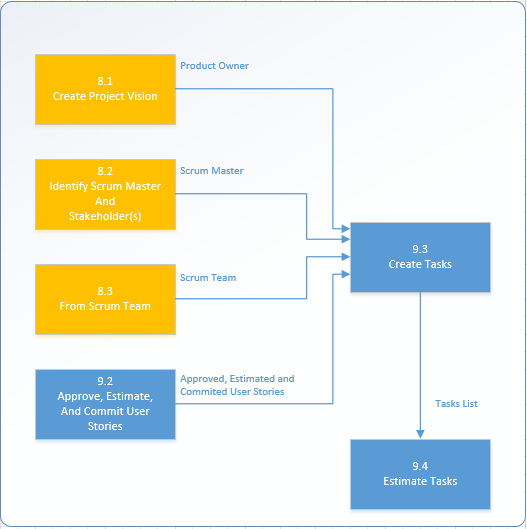 8.1
Create Project Vision
Product Owner
8.2
Identify Scrum Master
And
Stakeholder(s)
Scrum Master
8.3
From Scrum Team
Scrum Team
9.2
Approve, Estimate,
And Commit User
Stories
Approved, Estimated and
Commited User Stories
9.3
Create Tasks
Tasks List
9.4
Estimate Tasks